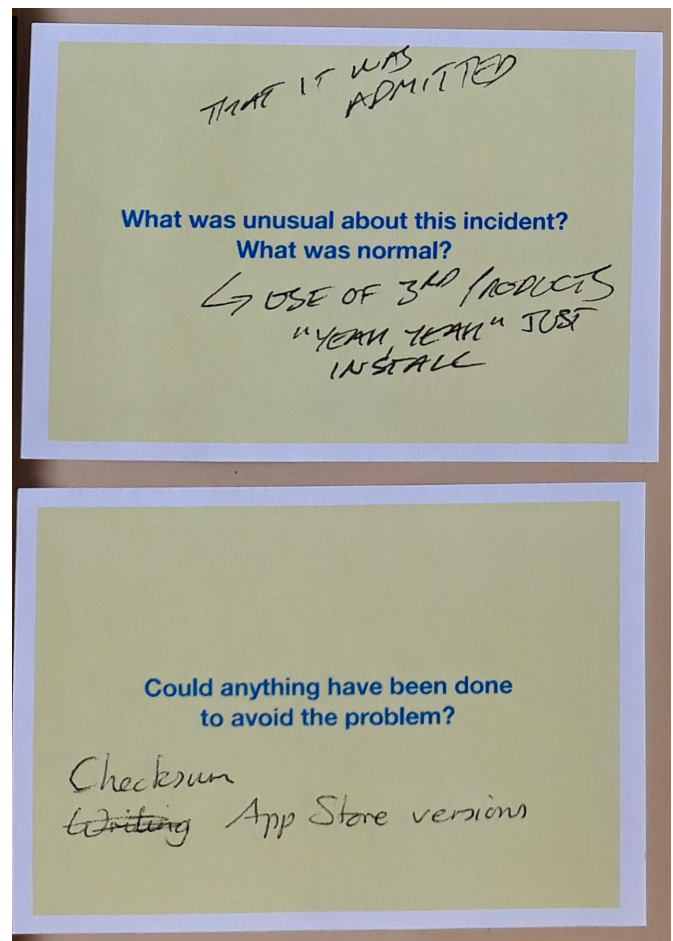 THAT IT WAS
ADMITTED
What was unusual about this incident?
What was normal?
↳ USE OF 3RD PRODUCTS
"YEAH, YEAH" JUST
INSTALL
Could anything have been done
to avoid the problem?
Checksum
Writing App Store versions